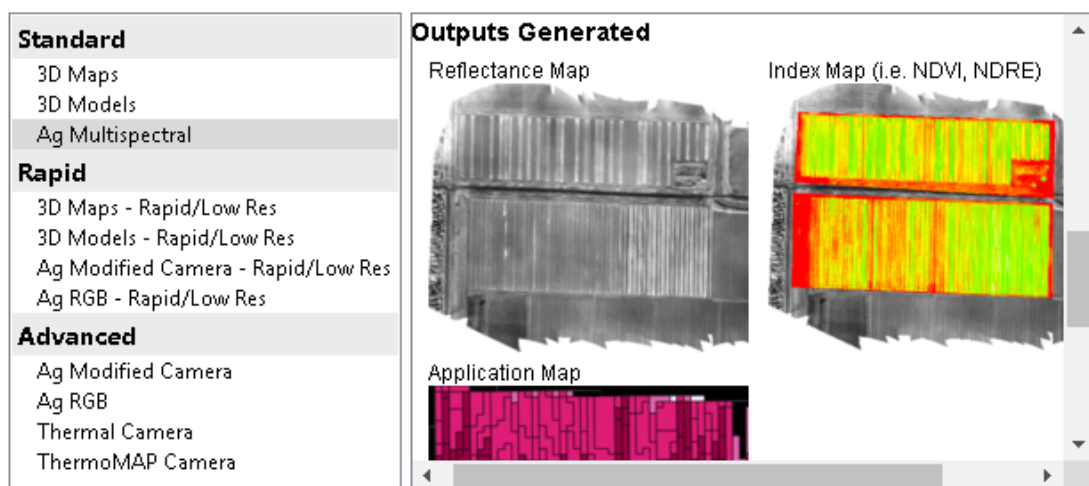 Standard
3D Maps
3D Models
Ag Multispectral
Rapid
3D Maps - Rapid/Low Res
3D Models - Rapid/Low Res
Ag Modified Camera - Rapid/Low Res
Ag RGB - Rapid/Low Res
Advanced
Ag Modified Camera
Ag RGB
Thermal Camera
ThermoMAP Camera
Outputs Generated
Reflectance Map
Index Map (i.e. NDVI, NDRE)
Application Map